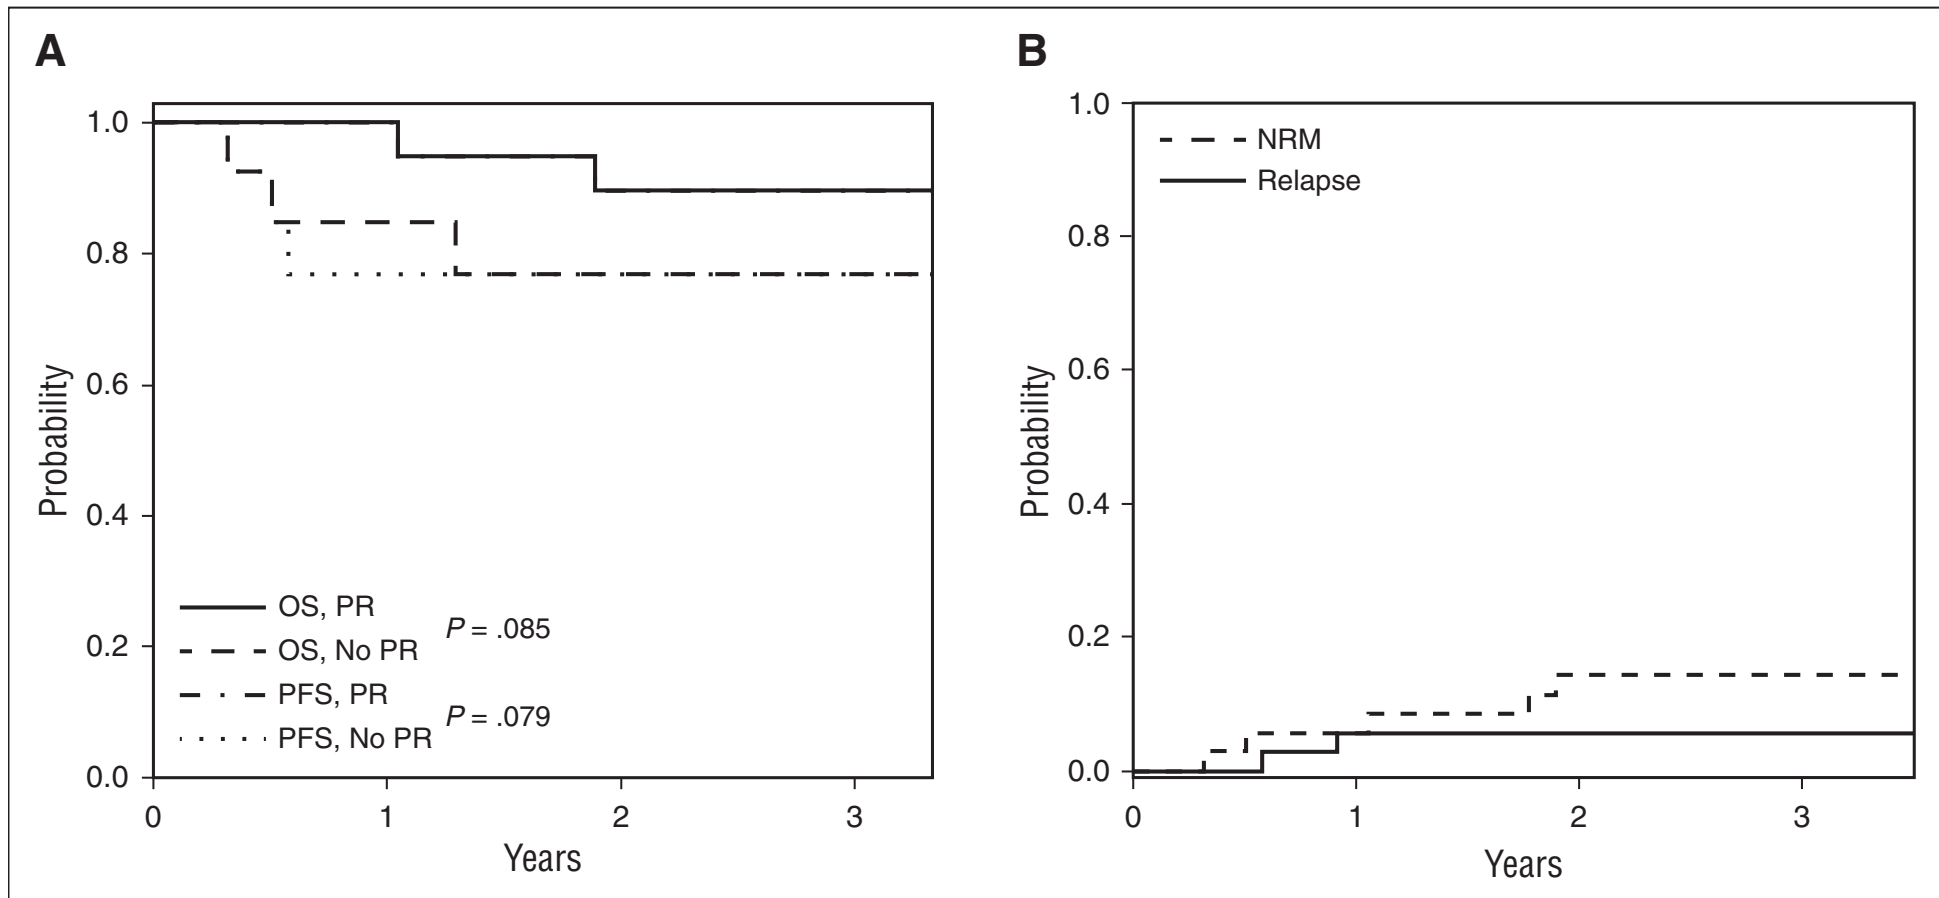 A
1.0
0.8
0.6
0.4
0.2
0.0
Probability
OS, PR
OS, No PR
P = .085
PFS, PR
PFS, No PR
P = .079
0 1 2 3
Years
B
1.0
0.8
0.6
0.4
0.2
0.0
Probability
NRM
Relapse
0 1 2 3
Years